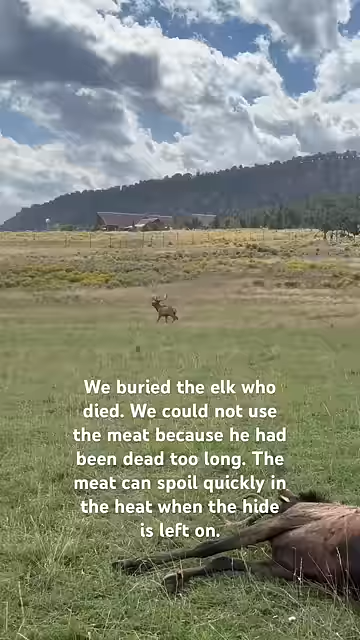 We buried the elk who
died. We could not use
the meat because he had
been dead too long. The
meat can spoil quickly in
the heat when the hide
is left on.